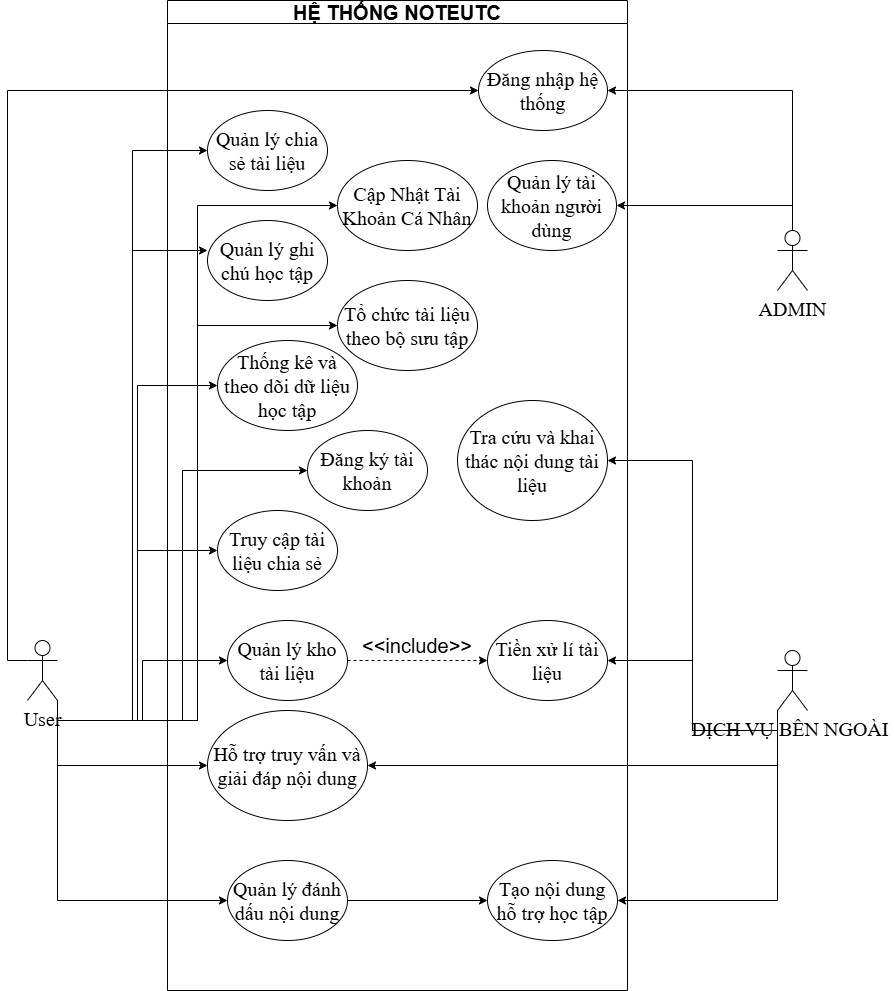 HỆ THỐNG NOTEUTC
Đăng nhập hệ
thống
Quản lý chia
sẻ tài liệu
Cập Nhật Tài
Khoản Cá Nhân
Quản lý tài
khoản người
dùng
Quản lý ghi
chú học tập
ADMIN
Tổ chức tài liệu
theo bộ sưu tập
Thống kê và
theo dõi dữ liệu
học tập
Tra cứu và khai
thác nội dung tài
liệu
Đăng ký tài
khoản
Truy cập tài
liệu chia sẻ
Quản lý kho
tài liệu
<<include>>
Tiền xử lí tài
liệu
User
DỊCH VỤ BÊN NGOÀI
Hỗ trợ truy vấn và
giải đáp nội dung
Quản lý đánh
dấu nội dung
Tạo nội dung
hỗ trợ học tập